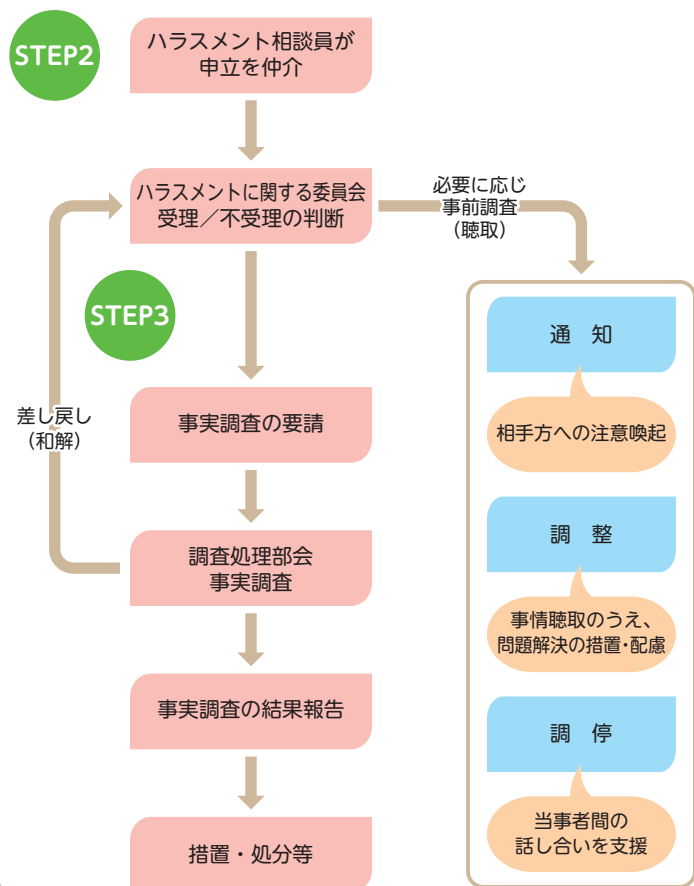 STEP2
ハラスメント相談員が
申立を仲介
ハラスメントに関する委員会
受理／不受理の判断
必要に応じ
事前調査
（聴取）
STEP3
差し戻し
（和解）
事実調査の要請
調査処理部会
事実調査
事実調査の結果報告
措置・処分等
通　知
相手方への注意喚起
調　整
事情聴取のうえ、
問題解決の措置・配慮
調　停
当事者間の
話し合いを支援